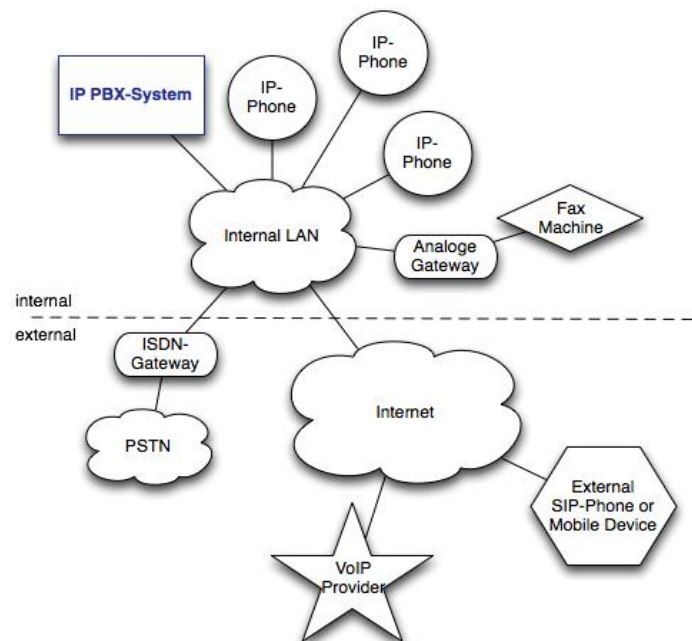 IP-
Phone
IP-
Phone
IP PBX-System
IP-
Phone
Internal LAN
Fax
Machine
Analoge
Gateway
internal
external
ISDN-
Gateway
Internet
PSTN
External
SIP-Phone or
Mobile Device
VoIP
Provider